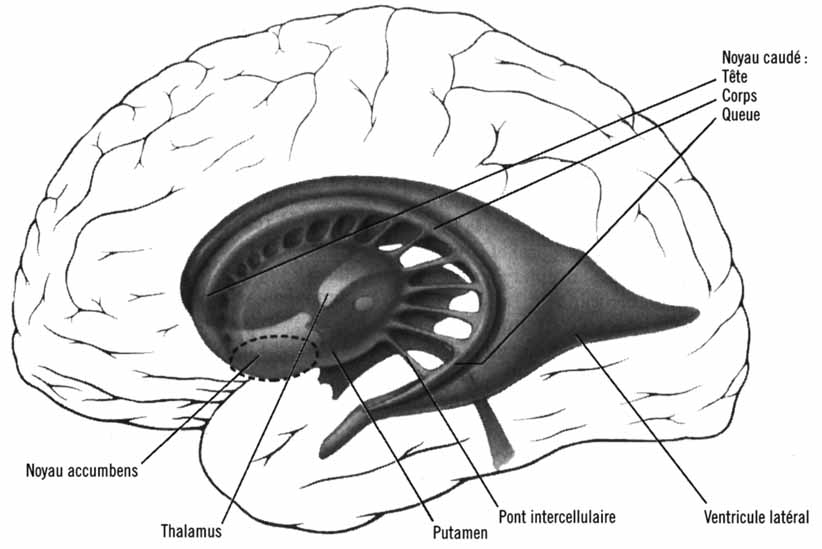 Noyau caudé :
Tête
Corps
Queue
Noyau accumbens
Thalamus
Putamen
Pont intercellulaire
Ventricule latéral